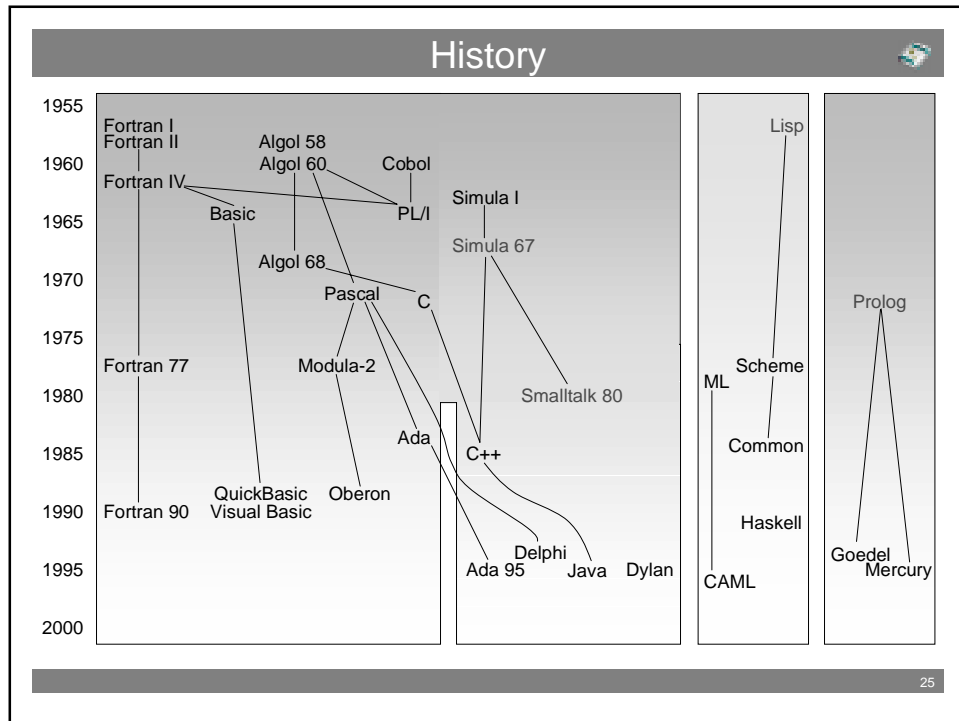 History
1955
Fortran I
Lisp
Fortran II
Algol 58
1960
Algol 60
Cobol
Fortran IV
Simula I
1965
Basic
PL/I
Simula 67
Algol 68
1970
Pascal
C
Prolog
1975
Fortran 77
Modula-2
Scheme
ML
1980
Smalltalk 80
Ada
Common
1985
C++
QuickBasic
Oberon
1990
Fortran 90
Visual Basic
Haskell
Delphi
Goedel
1995
Ada 95
Java
Dylan
Mercury
CAML
2000
25